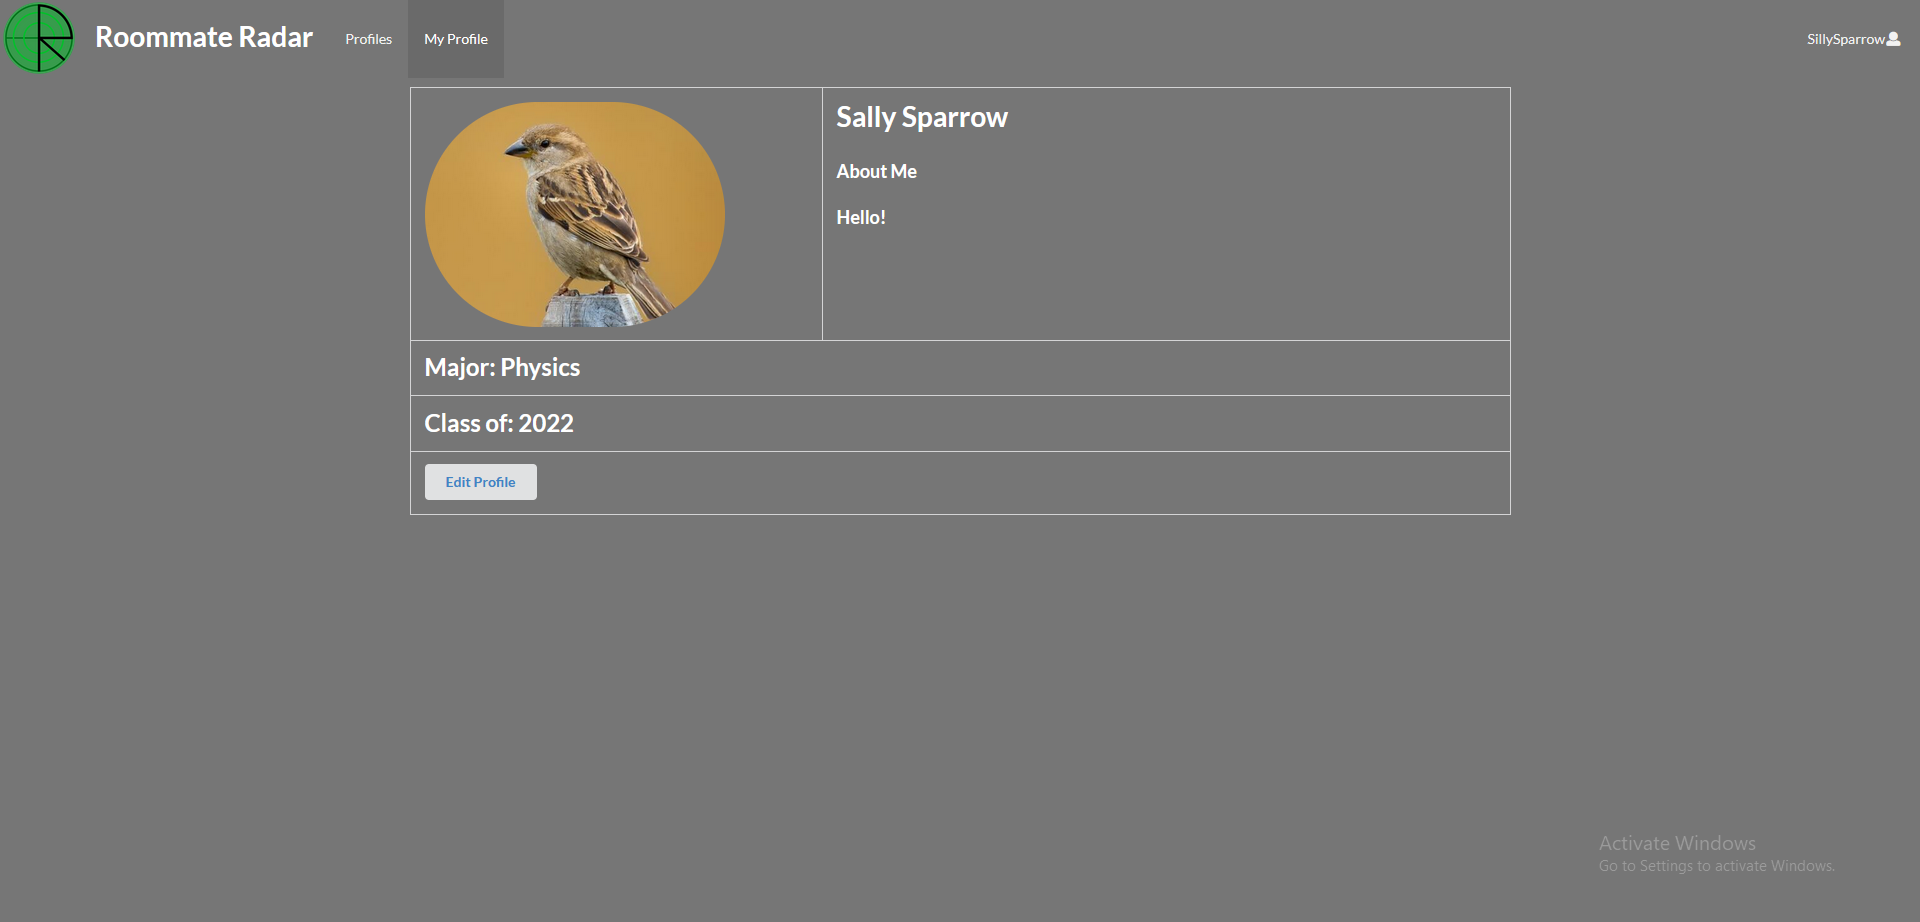 Roommate Radar
Profiles
My Profile
SillySparrow
Sally Sparrow
About Me
Hello!
Major: Physics
Class of: 2022
Edit Profile
Activate Windows
Go to Settings to activate Windows.